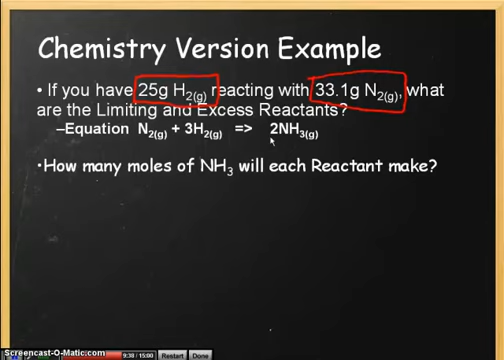 Chemistry Version Example
• If you have 25g H2(g) reacting with 33.1g N2(g), what
are the Limiting and Excess Reactants?
–Equation N2(g) + 3H2(g) => 2NH3(g)
•How many moles of NH3 will each Reactant make?
Screencast-O-Matic.com 9:38 / 15:00 Restart Done